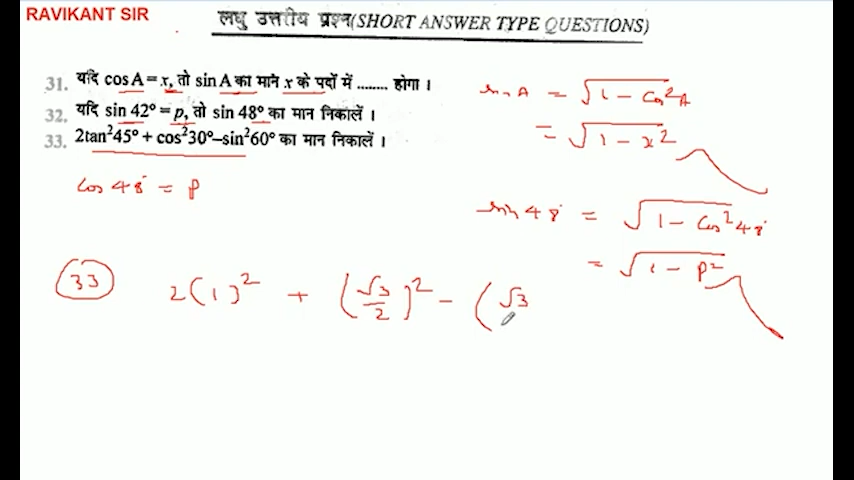 RAVIKANT SIR
लघु उत्तरीय प्रश्न (SHORT ANSWER TYPE QUESTIONS)
31. यदि cos A = x, तो sin A का मान x के पदों में ........ होगा ।
32. यदि sin 42° = p, तो sin 48° का मान निकालें ।
33. 2tan²45° + cos²30°–sin²60° का मान निकालें ।
sin A = √1 – cos²A
= √1 – x²
cos 48° = P
sin 48° = √1 – cos²48°
= √1 – P²
33 2(1)² + (√3/2)² – (√3